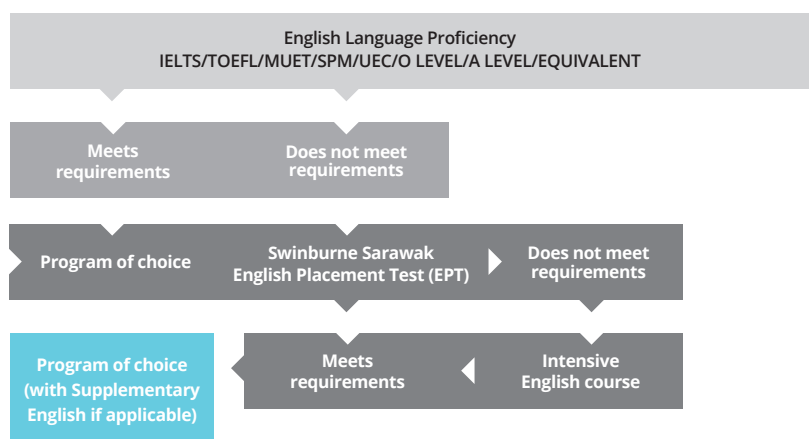 English Language Proficiency
IELTS/TOEFL/MUET/SPM/UEC/O LEVEL/A LEVEL/EQUIVALENT
Meets
requirements
Does not meet
requirements
Program of choice
Swinburne Sarawak
English Placement Test (EPT)
Does not meet
requirements
Program of choice
(with Supplementary
English if applicable)
Meets
requirements
Intensive
English course